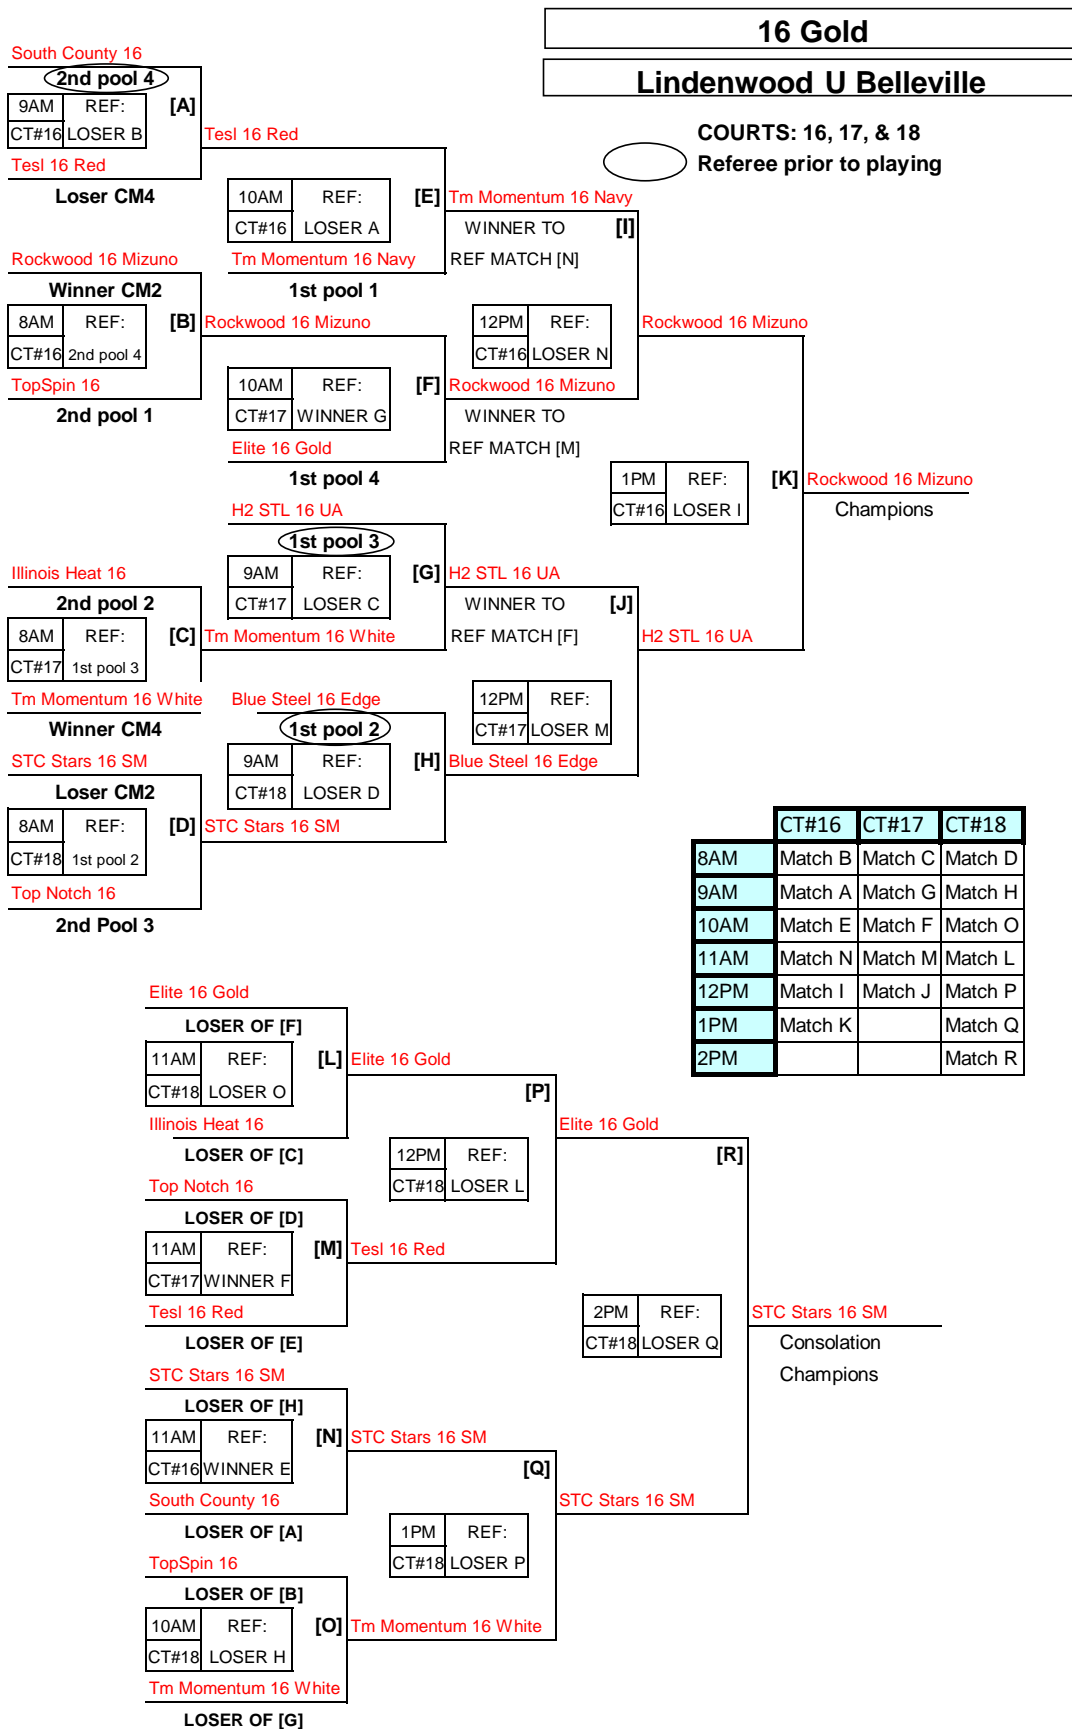 16 Gold
Lindenwood U Belleville
COURTS: 16, 17, & 18
Referee prior to playing
South County 16
2nd pool 4
9AM REF: [A]
CT#16 LOSER B
Tesl 16 Red
Tesl 16 Red
Loser CM4
10AM REF: [E] Tm Momentum 16 Navy
CT#16 LOSER A WINNER TO [I]
Rockwood 16 Mizuno Tm Momentum 16 Navy REF MATCH [N]
Winner CM2 1st pool 1
8AM REF: [B] Rockwood 16 Mizuno 12PM REF: Rockwood 16 Mizuno
CT#16 2nd pool 4 CT#16 LOSER N
TopSpin 16 10AM REF: [F] Rockwood 16 Mizuno
2nd pool 1 CT#17 WINNER G WINNER TO
Elite 16 Gold REF MATCH [M]
1st pool 4 1PM REF: [K] Rockwood 16 Mizuno
H2 STL 16 UA CT#16 LOSER I Champions
1st pool 3
Illinois Heat 16 9AM REF: [G] H2 STL 16 UA
2nd pool 2 CT#17 LOSER C WINNER TO [J]
8AM REF: [C] Tm Momentum 16 White REF MATCH [F] H2 STL 16 UA
CT#17 1st pool 3
Tm Momentum 16 White Blue Steel 16 Edge 12PM REF:
Winner CM4 1st pool 2 CT#17 LOSER M
STC Stars 16 SM 9AM REF: [H] Blue Steel 16 Edge
Loser CM2 CT#18 LOSER D
8AM REF: [D] STC Stars 16 SM
CT#18 1st pool 2
Top Notch 16
2nd Pool 3
CT#16 CT#17 CT#18
8AM Match B Match C Match D
9AM Match A Match G Match H
10AM Match E Match F Match O
11AM Match N Match M Match L
12PM Match I Match J Match P
1PM Match K Match Q
2PM Match R
Elite 16 Gold
LOSER OF [F]
11AM REF: [L] Elite 16 Gold
CT#18 LOSER O [P]
Illinois Heat 16 Elite 16 Gold
LOSER OF [C] 12PM REF: [R]
Top Notch 16 CT#18 LOSER L
LOSER OF [D]
11AM REF: [M] Tesl 16 Red
CT#17 WINNER F
Tesl 16 Red 2PM REF: STC Stars 16 SM
LOSER OF [E] CT#18 LOSER Q Consolation
STC Stars 16 SM Champions
LOSER OF [H]
11AM REF: [N] STC Stars 16 SM
CT#16 WINNER E [Q]
South County 16 STC Stars 16 SM
LOSER OF [A] 1PM REF:
TopSpin 16 CT#18 LOSER P
LOSER OF [B]
10AM REF: [O] Tm Momentum 16 White
CT#18 LOSER H
Tm Momentum 16 White
LOSER OF [G]